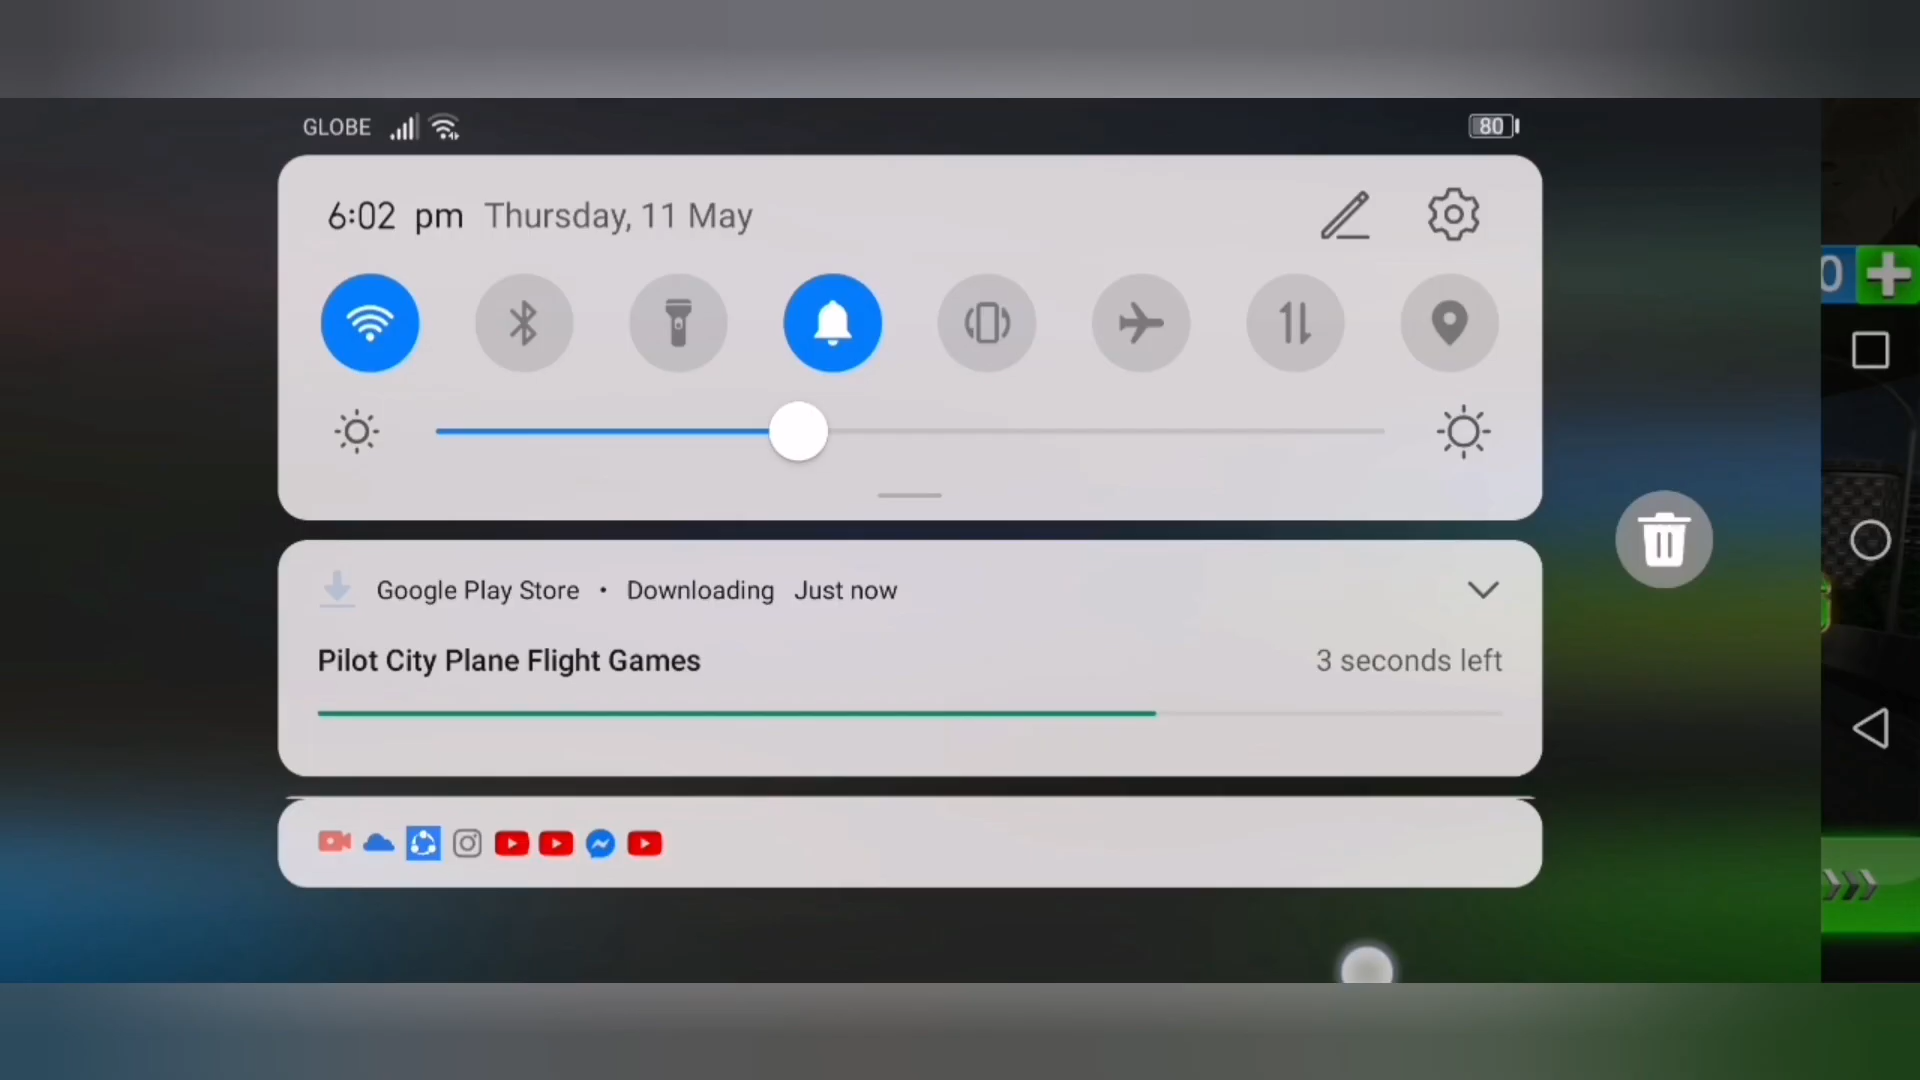 GLOBE
80
6:02 pm Thursday, 11 May
0
Google Play Store • Downloading Just now
Pilot City Plane Flight Games
3 seconds left